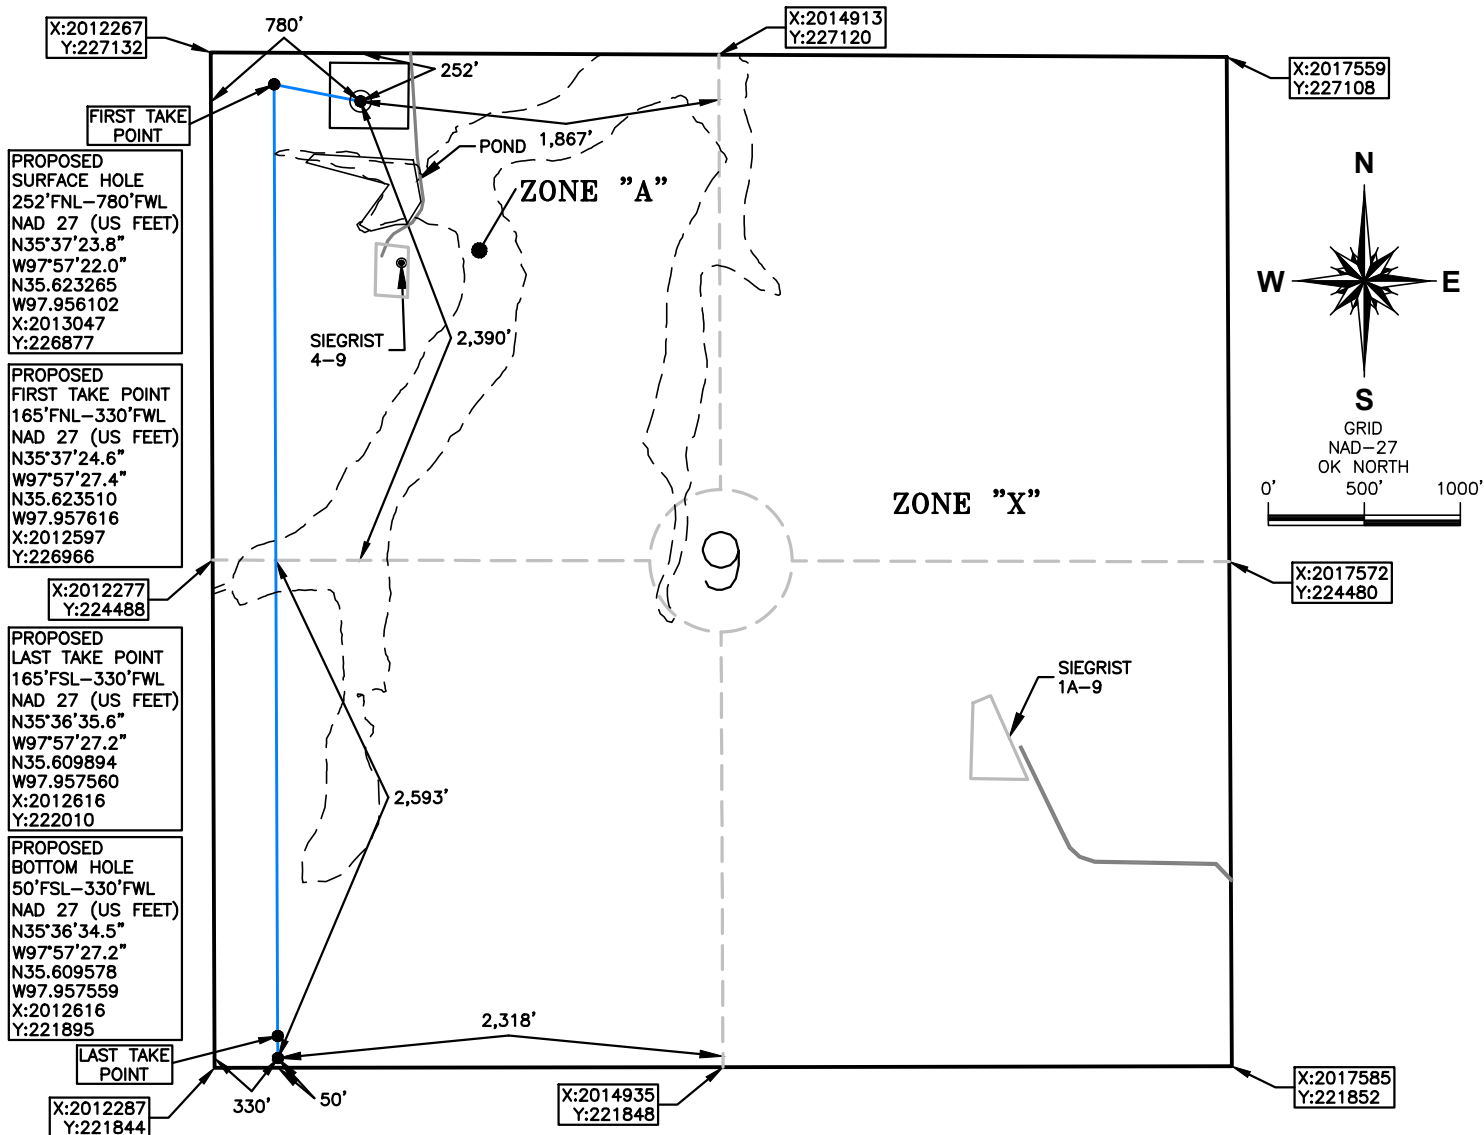 X:2012267
Y:227132
780'
X:2014913
Y:227120
252'
X:2017559
Y:227108
FIRST TAKE
POINT
POND
1,867'
ZONE "A"
PROPOSED
SURFACE HOLE
252'FNL-780'FWL
NAD 27 (US FEET)
N35°37'23.8"
W97°57'22.0"
N35.623265
W97.956102
X:2013047
Y:226877
N
W
E
S
SIEGRIST
4-9
2,390'
PROPOSED
FIRST TAKE POINT
165'FNL-330'FWL
NAD 27 (US FEET)
N35°37'24.6"
W97°57'27.4"
N35.623510
W97.957616
X:2012597
Y:226966
GRID
NAD-27
OK NORTH
0'
500'
1000'
ZONE "X"
9
X:2012277
Y:224488
X:2017572
Y:224480
PROPOSED
LAST TAKE POINT
165'FSL-330'FWL
NAD 27 (US FEET)
N35°36'35.6"
W97°57'27.2"
N35.609894
W97.957560
X:2012616
Y:222010
SIEGRIST
1A-9
2,593'
PROPOSED
BOTTOM HOLE
50'FSL-330'FWL
NAD 27 (US FEET)
N35°36'34.5"
W97°57'27.2"
N35.609578
W97.957559
X:2012616
Y:221895
2,318'
LAST TAKE
POINT
330'
50'
X:2012287
Y:221844
X:2014935
Y:221848
X:2017585
Y:221852